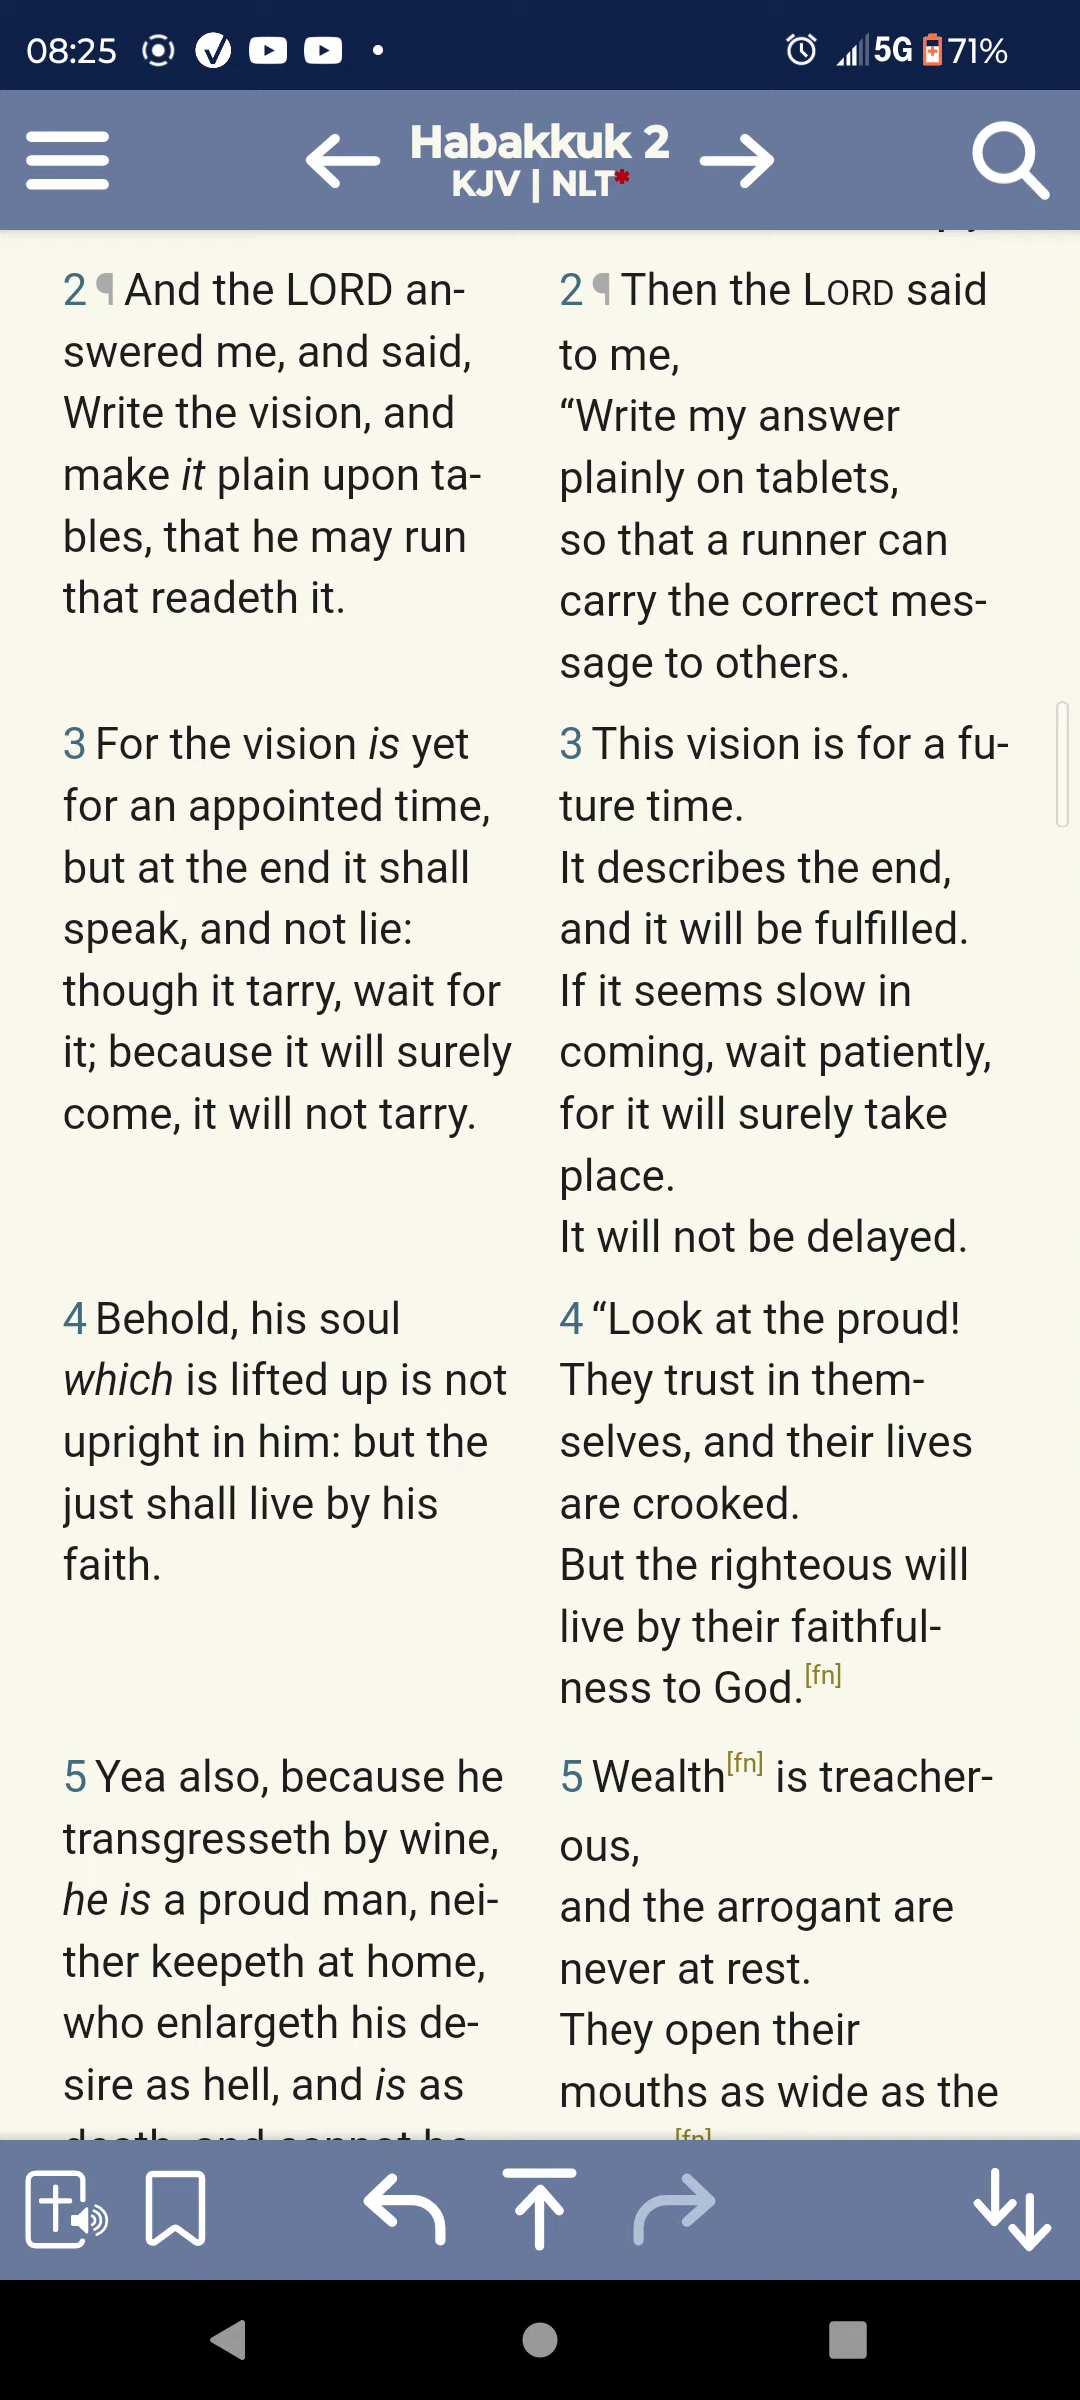 08:25
5G 71%
Habakkuk 2
KJV | NLT*
2 ¶ And the LORD an-
swered me, and said,
Write the vision, and
make it plain upon ta-
bles, that he may run
that readeth it.
3 For the vision is yet
for an appointed time,
but at the end it shall
speak, and not lie:
though it tarry, wait for
it; because it will surely
come, it will not tarry.
4 Behold, his soul
which is lifted up is not
upright in him: but the
just shall live by his
faith.
5 Yea also, because he
transgresseth by wine,
he is a proud man, nei-
ther keepeth at home,
who enlargeth his de-
sire as hell, and is as
death, and cannot be
2 ¶ Then the LORD said
to me,
“Write my answer
plainly on tablets,
so that a runner can
carry the correct mes-
sage to others.
3 This vision is for a fu-
ture time.
It describes the end,
and it will be fulfilled.
If it seems slow in
coming, wait patiently,
for it will surely take
place.
It will not be delayed.
4 “Look at the proud!
They trust in them-
selves, and their lives
are crooked.
But the righteous will
live by their faithful-
ness to God.[fn]
5 Wealth[fn] is treacher-
ous,
and the arrogant are
never at rest.
They open their
mouths as wide as the
[fn]